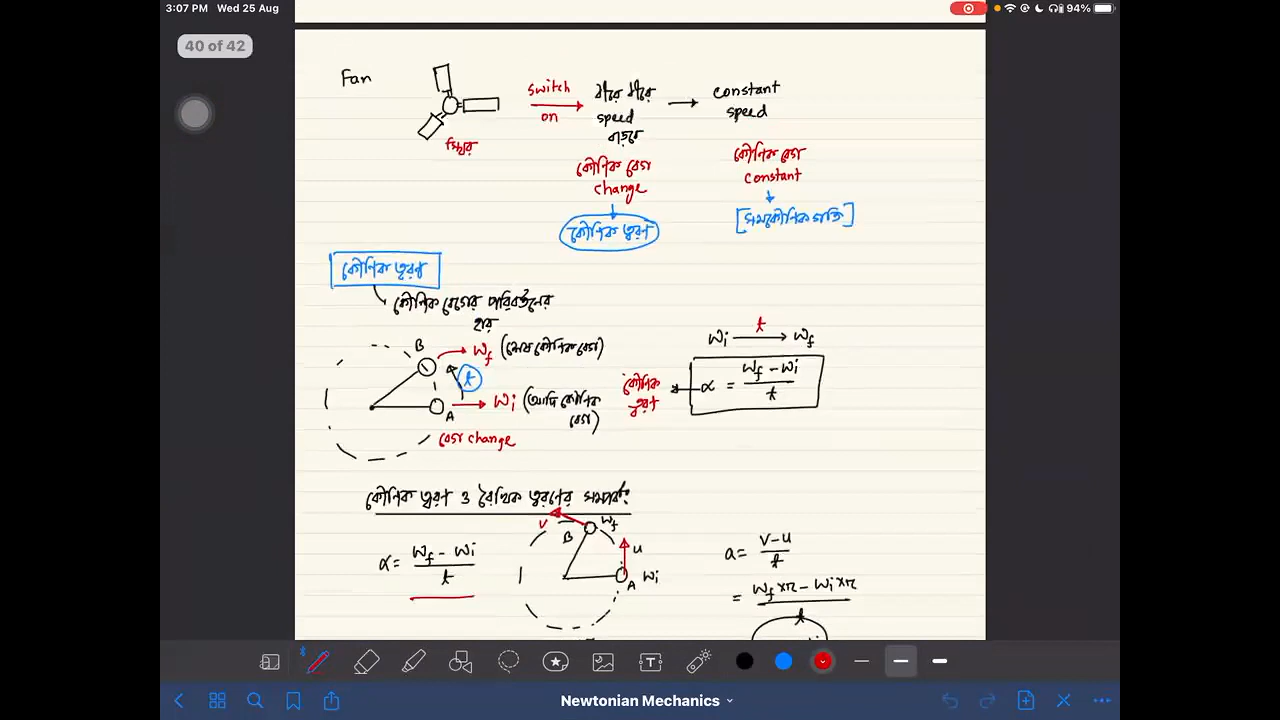 3:07 PM Wed 25 Aug
94%
40 of 42
Fan
স্থির
switch
on
ধীরে ধীরে
speed
বাড়বে
constant
speed
কৌণিক বেগ
change
কৌণিক ত্বরণ
কৌণিক বেগ
constant
[সমকৌণিক গতি]
কৌণিক ত্বরণ
কৌণিক বেগের পরিবর্তনের
হার
B
ωf (শেষ কৌণিক বেগ)
t
A
ωi (আদি কৌণিক
বেগ)
বেগ change
ωi t ωf
কৌণিক
ত্বরণ
α = ωf - ωi / t
কৌণিক ত্বরণ ও রৈখিক ত্বরণের সম্পর্ক:
α = ωf - ωi / t
v
B
ωf
u
A
ωi
a = v-u / t
= ωf×r - ωi×r / t
Newtonian Mechanics